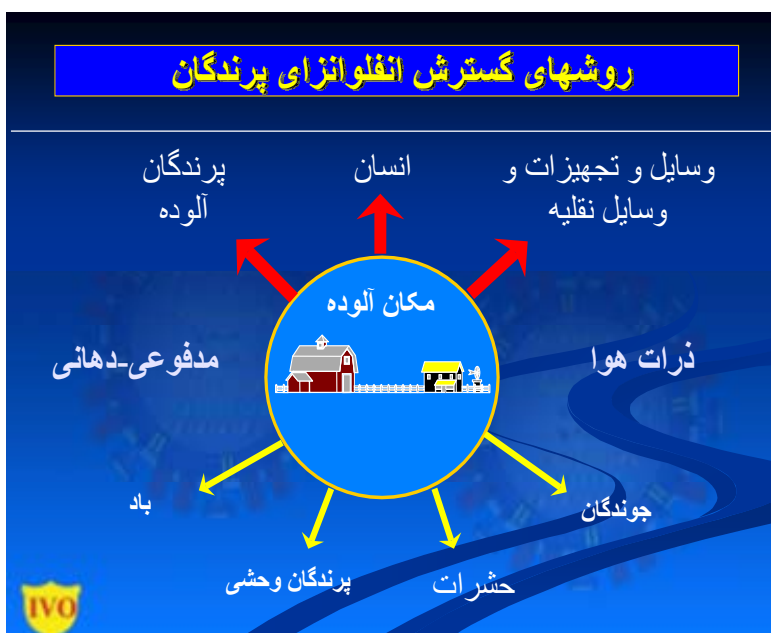 روشهای گسترش انفلوانزای پرندگان
وسایل و تجهیزات و
وسایل نقلیه
انسان
پرندگان
آلوده
مکان آلوده
ذرات هوا
مدفوعی-دهانی
جوندگان
حشرات
پرندگان وحشی
باد
IVO